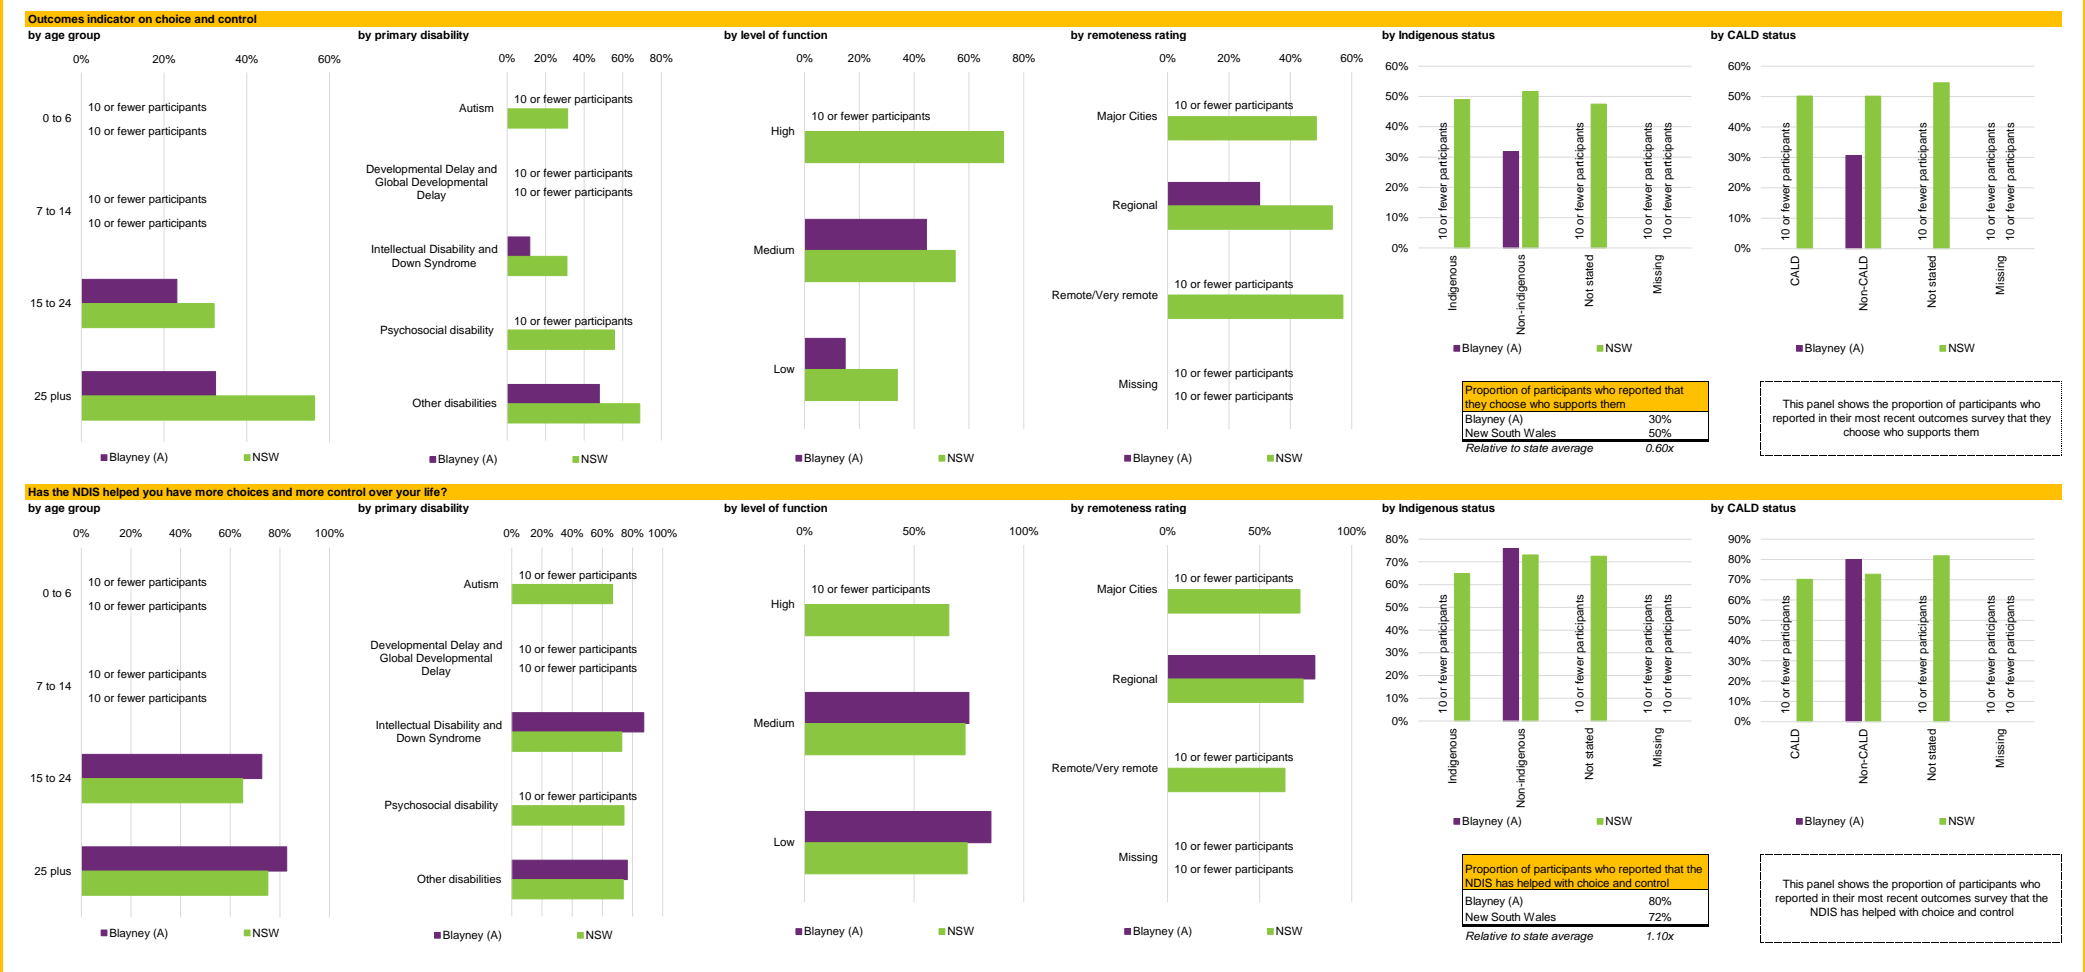 Outcomes indicator on choice and control
by age group
0% 20% 40% 60%
0 to 6
10 or fewer participants
10 or fewer participants
7 to 14
10 or fewer participants
10 or fewer participants
15 to 24
25 plus
Blayney (A) NSW
by primary disability
0% 20% 40% 60% 80%
Autism
10 or fewer participants
Developmental Delay and
Global Developmental
Delay
10 or fewer participants
10 or fewer participants
Intellectual Disability and
Down Syndrome
Psychosocial disability
10 or fewer participants
Other disabilities
Blayney (A) NSW
by level of function
0% 20% 40% 60% 80%
High
10 or fewer participants
Medium
Low
Blayney (A) NSW
by remoteness rating
0% 20% 40% 60%
Major Cities
10 or fewer participants
Regional
Remote/Very remote
10 or fewer participants
Missing
10 or fewer participants
10 or fewer participants
Blayney (A) NSW
by Indigenous status
60%
50%
40%
30%
20%
10%
0%
10 or fewer participants
10 or fewer participants
10 or fewer participants
10 or fewer participants
Indigenous
Non-indigenous
Not stated
Missing
Blayney (A) NSW
Proportion of participants who reported that
they choose who supports them
Blayney (A) 30%
New South Wales 50%
Relative to state average 0.60x
by CALD status
60%
50%
40%
30%
20%
10%
0%
10 or fewer participants
10 or fewer participants
10 or fewer participants
10 or fewer participants
CALD
Non-CALD
Not stated
Missing
Blayney (A) NSW
This panel shows the proportion of participants who
reported in their most recent outcomes survey that they
choose who supports them
Has the NDIS helped you have more choices and more control over your life?
by age group
0% 20% 40% 60% 80% 100%
0 to 6
10 or fewer participants
10 or fewer participants
7 to 14
10 or fewer participants
10 or fewer participants
15 to 24
25 plus
Blayney (A) NSW
by primary disability
0% 20% 40% 60% 80% 100%
Autism
10 or fewer participants
Developmental Delay and
Global Developmental
Delay
10 or fewer participants
10 or fewer participants
Intellectual Disability and
Down Syndrome
Psychosocial disability
10 or fewer participants
Other disabilities
Blayney (A) NSW
by level of function
0% 50% 100%
High
10 or fewer participants
Medium
Low
Blayney (A) NSW
by remoteness rating
0% 50% 100%
Major Cities
10 or fewer participants
Regional
Remote/Very remote
10 or fewer participants
Missing
10 or fewer participants
10 or fewer participants
Blayney (A) NSW
by Indigenous status
80%
70%
60%
50%
40%
30%
20%
10%
0%
10 or fewer participants
10 or fewer participants
10 or fewer participants
10 or fewer participants
Indigenous
Non-indigenous
Not stated
Missing
Blayney (A) NSW
Proportion of participants who reported that the
NDIS has helped with choice and control
Blayney (A) 80%
New South Wales 72%
Relative to state average 1.10x
by CALD status
90%
80%
70%
60%
50%
40%
30%
20%
10%
0%
10 or fewer participants
10 or fewer participants
10 or fewer participants
10 or fewer participants
CALD
Non-CALD
Not stated
Missing
Blayney (A) NSW
This panel shows the proportion of participants who
reported in their most recent outcomes survey that the
NDIS has helped with choice and control